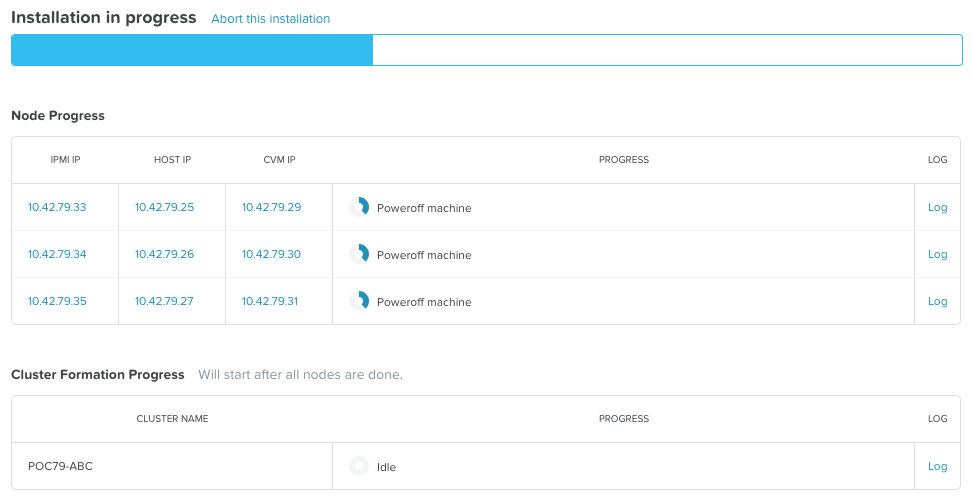 Installation in progress Abort this installation
Node Progress
IPMI IP HOST IP CVM IP PROGRESS LOG
10.42.79.33 10.42.79.25 10.42.79.29 Poweroff machine Log
10.42.79.34 10.42.79.26 10.42.79.30 Poweroff machine Log
10.42.79.35 10.42.79.27 10.42.79.31 Poweroff machine Log
Cluster Formation Progress Will start after all nodes are done.
CLUSTER NAME PROGRESS LOG
POC79-ABC Idle Log